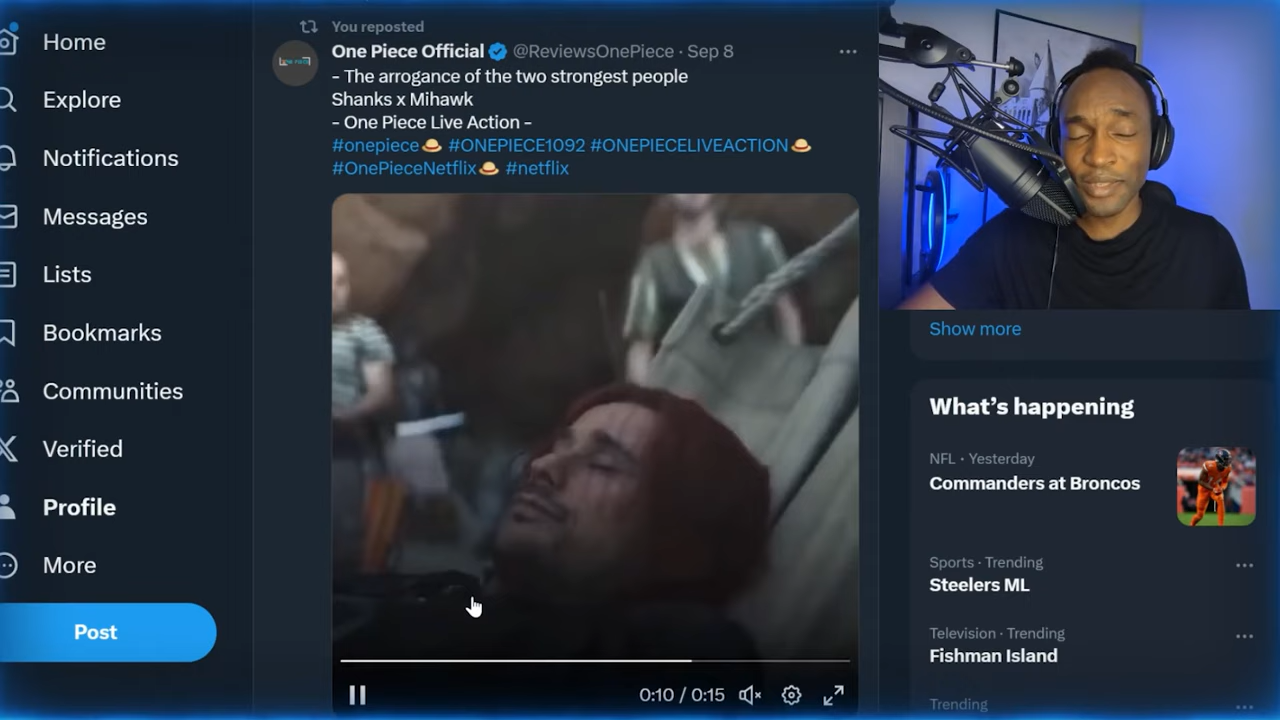 Home
Explore
Notifications
Messages
Lists
Bookmarks
Communities
Verified
Profile
More
Post
You reposted
One Piece Official @ReviewsOnePiece · Sep 8
- The arrogance of the two strongest people
Shanks x Mihawk
- One Piece Live Action -
#onepiece #ONEPIECE1092 #ONEPIECELIVEACTION
#OnePieceNetflix #netflix
0:10 / 0:15
Show more
What's happening
NFL · Yesterday
Commanders at Broncos
Sports · Trending
Steelers ML
Television · Trending
Fishman Island
Trending